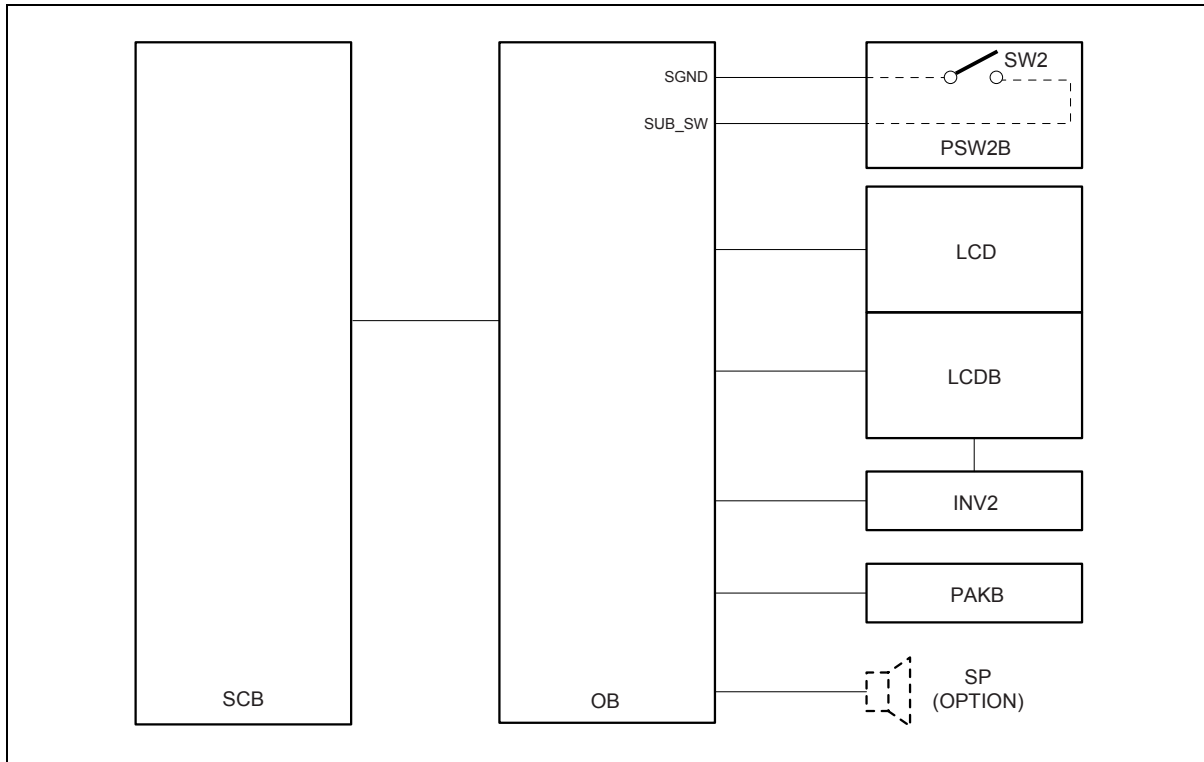 SGND
SW2
SUB_SW
PSW2B
LCD
LCDB
INV2
PAKB
SCB
OB
SP
(OPTION)